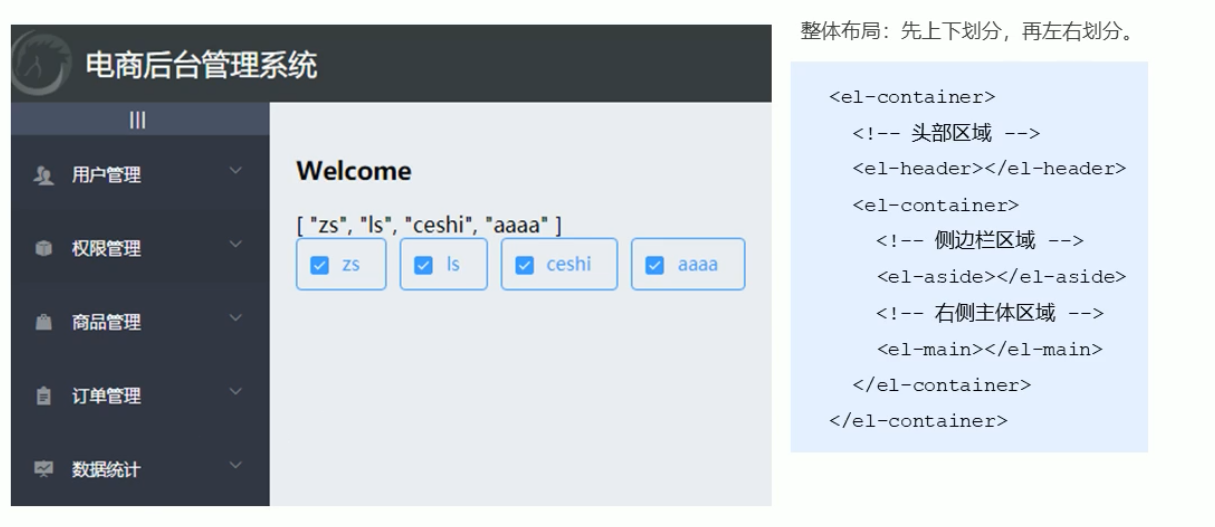 电商后台管理系统
|||
用户管理
权限管理
商品管理
订单管理
数据统计
Welcome
[ "zs", "ls", "ceshi", "aaaa" ]
zs ls ceshi aaaa
整体布局：先上下划分，再左右划分。
<el-container>
<!-- 头部区域 -->
<el-header></el-header>
<el-container>
<!-- 侧边栏区域 -->
<el-aside></el-aside>
<!-- 右侧主体区域 -->
<el-main></el-main>
</el-container>
</el-container>